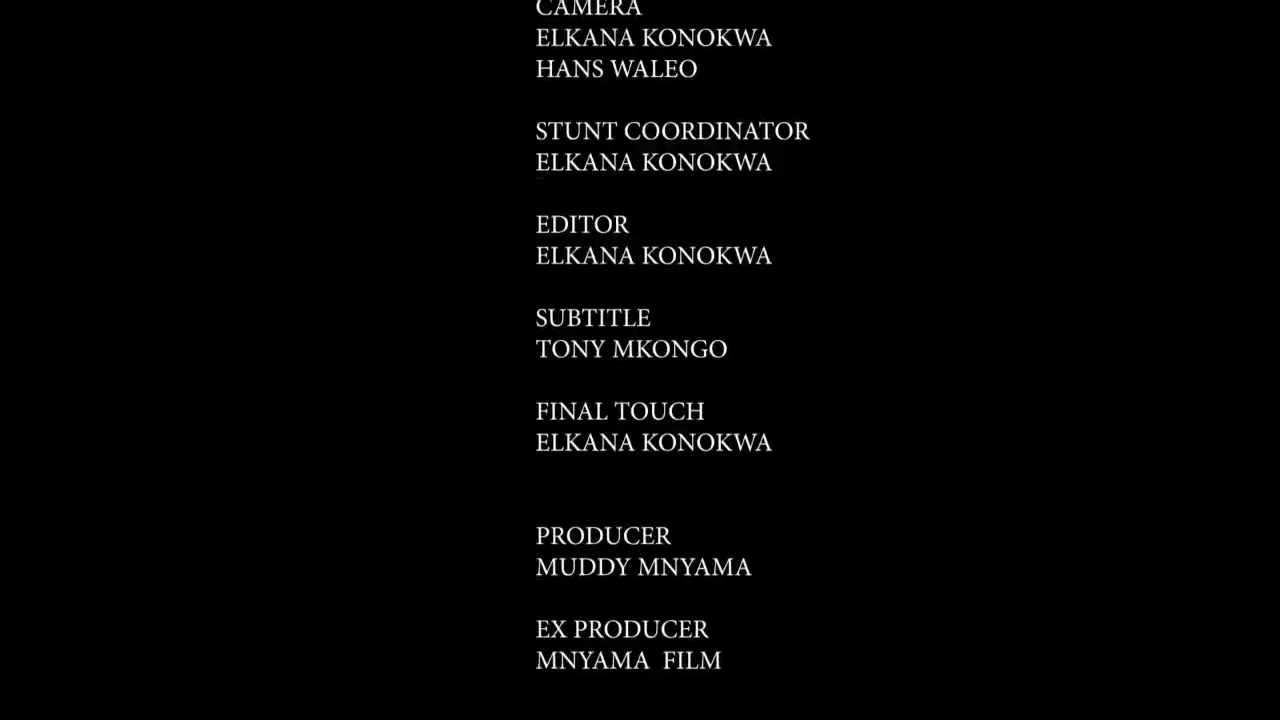 CAMERA
ELKANA KONOKWA
HANS WALEO
STUNT COORDINATOR
ELKANA KONOKWA
EDITOR
ELKANA KONOKWA
SUBTITLE
TONY MKONGO
FINAL TOUCH
ELKANA KONOKWA
PRODUCER
MUDDY MNYAMA
EX PRODUCER
MNYAMA FILM